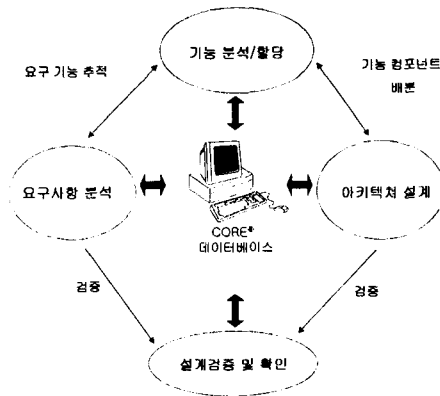 기능 분석/할당
요구 기능 추적
기능 컴포넌트
배분
요구사항 분석
아키텍쳐 설계
CORE®
데이터베이스
검증
검증
설계검증 및 확인